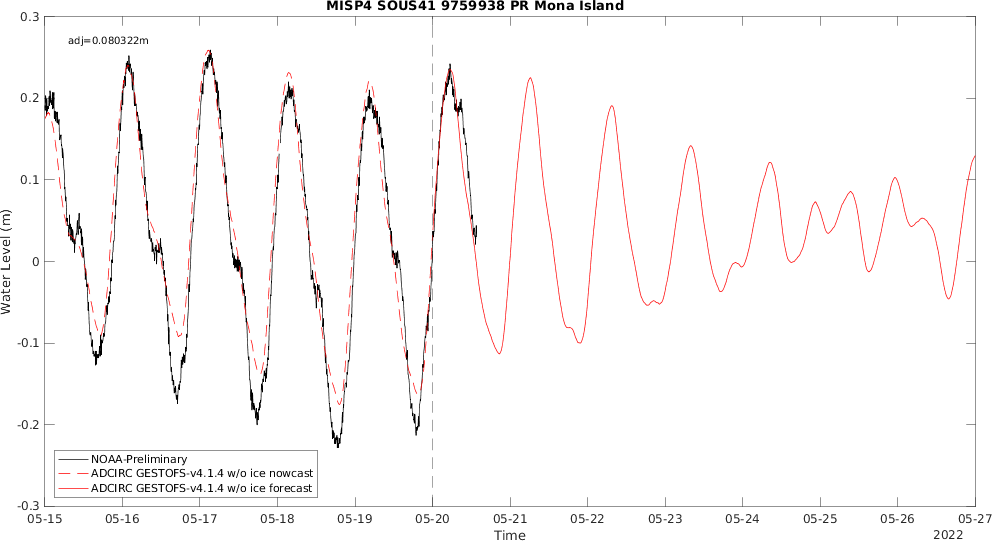 MISP4 SOUS41 9759938 PR Mona Island
adj=0.080322m
Water Level (m)
0.3
0.2
0.1
0
-0.1
-0.2
-0.3
NOAA-Preliminary
ADCIRC GESTOFS-v4.1.4 w/o ice nowcast
ADCIRC GESTOFS-v4.1.4 w/o ice forecast
05-15 05-16 05-17 05-18 05-19 05-20 05-21 05-22 05-23 05-24 05-25 05-26 05-27
Time
2022